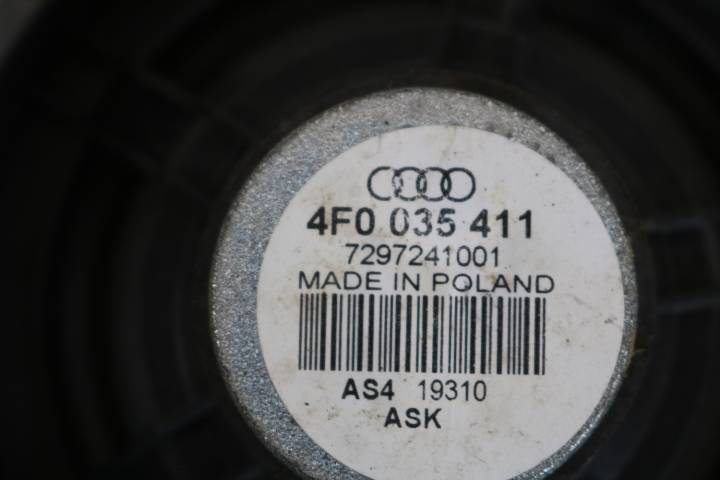 4F0 035 411
7297241001
MADE IN POLAND
AS4 19310
ASK